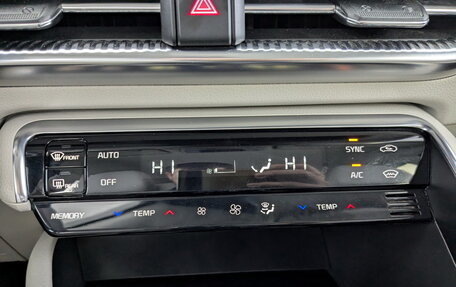 FRONT AUTO HI HI SYNC
REAR OFF A/C
MEMORY TEMP TEMP